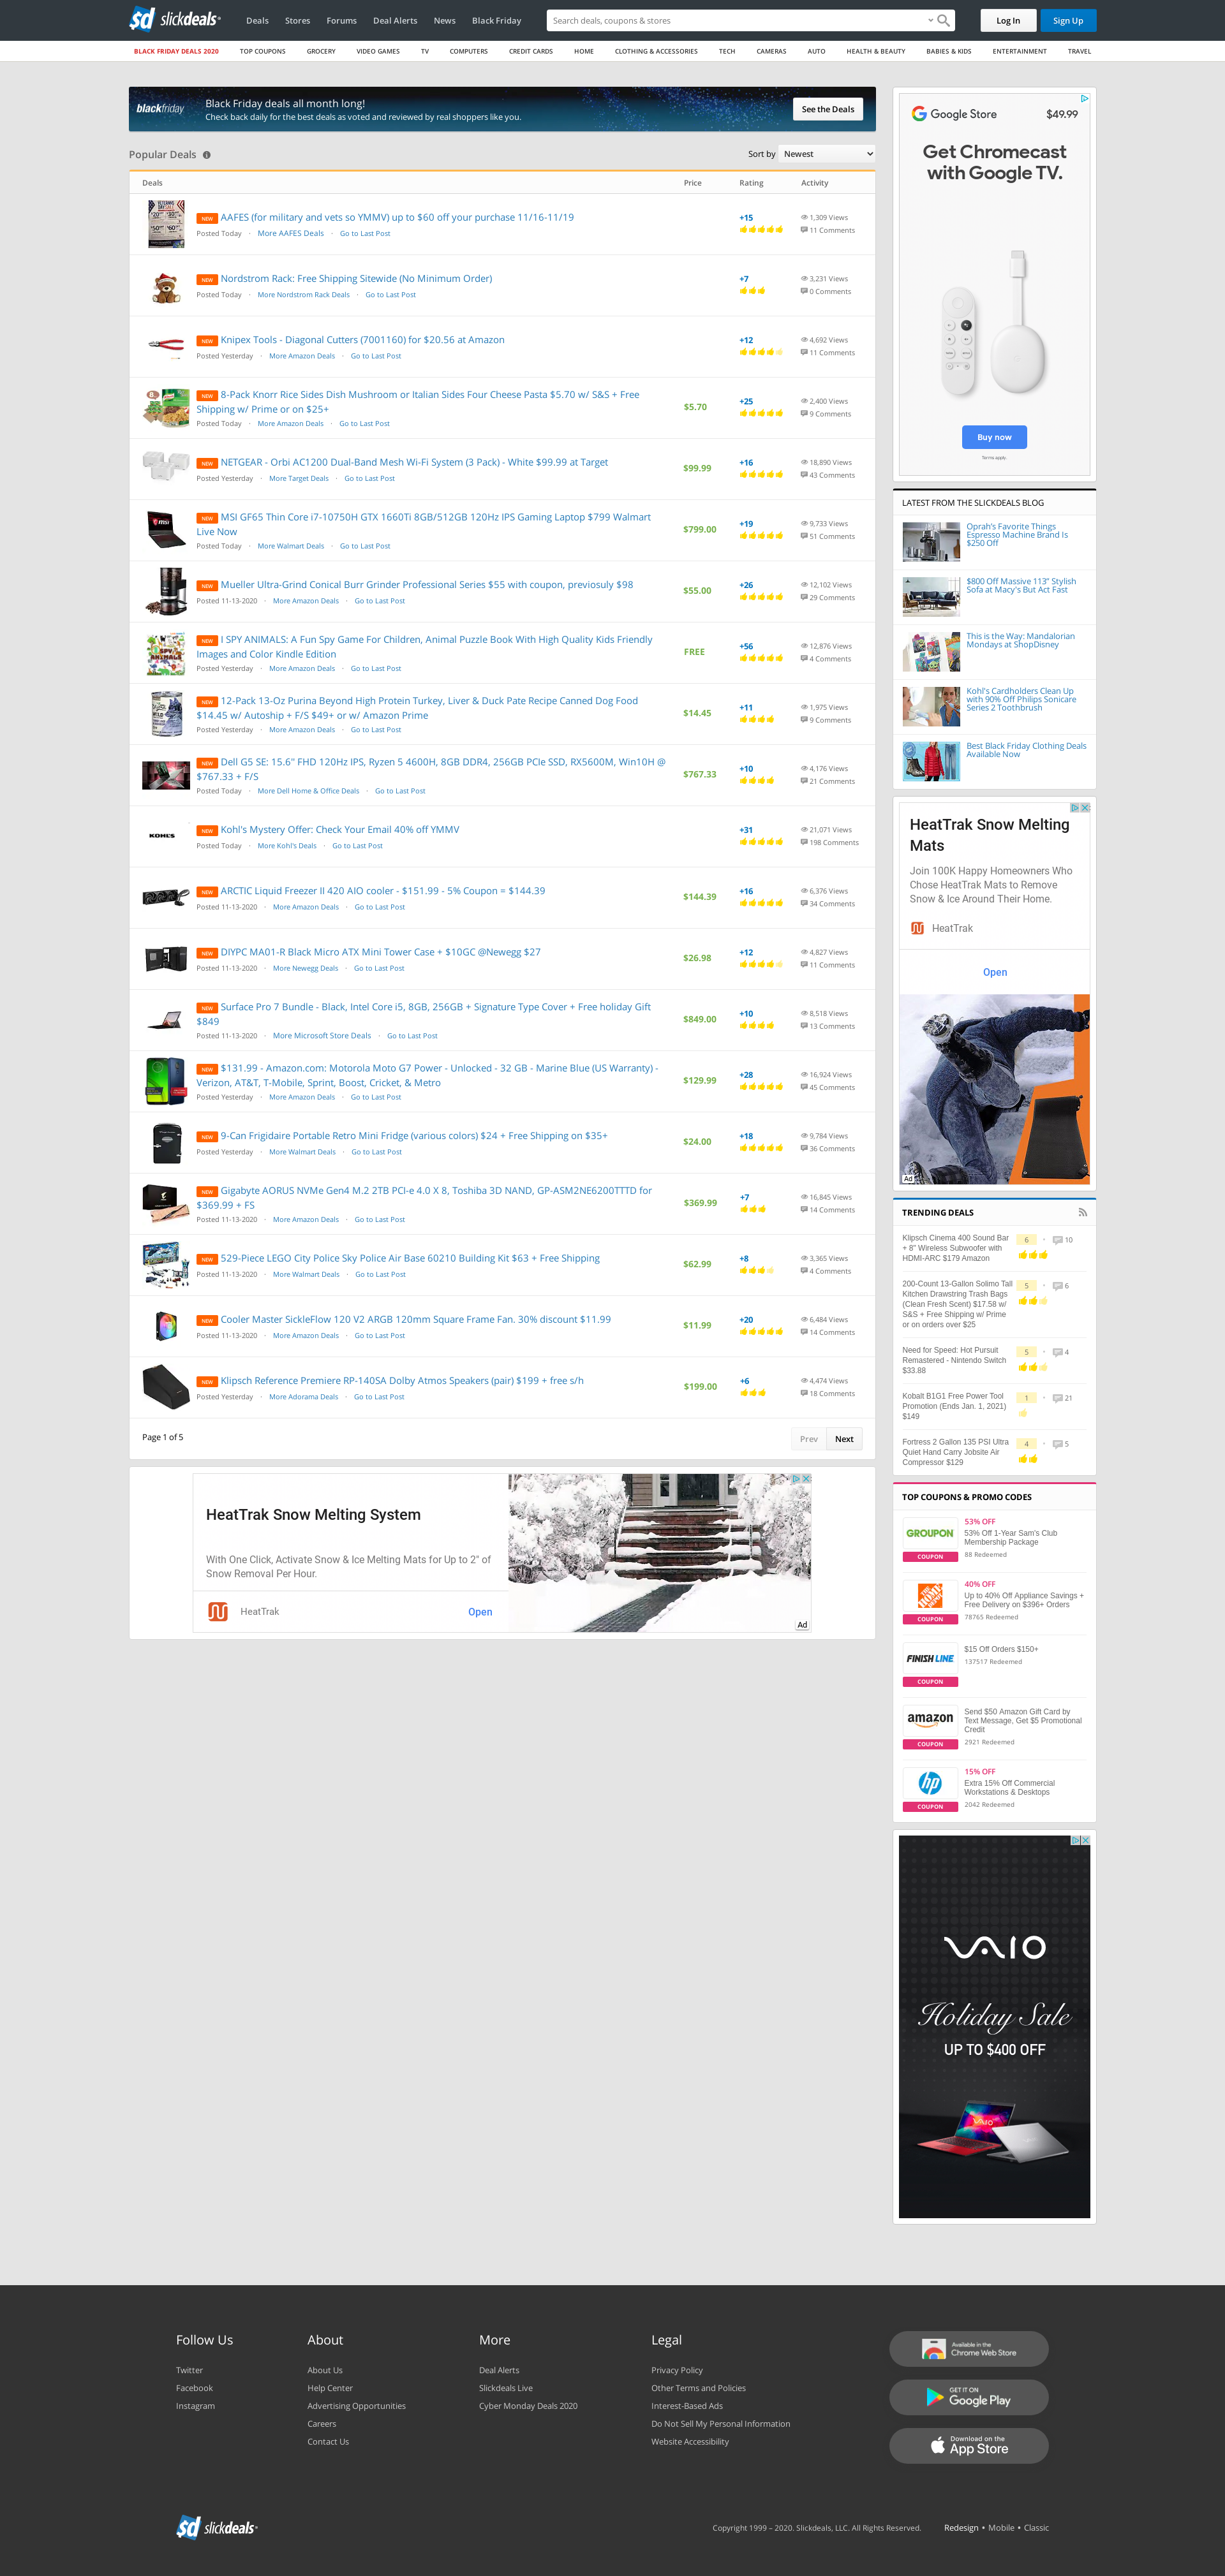 slickdeals
Deals
Stores
Forums
Deal Alerts
News
Black Friday
Search deals, coupons & stores
Log In
Sign Up
BLACK FRIDAY DEALS 2020
TOP COUPONS
GROCERY
VIDEO GAMES
TV
COMPUTERS
CREDIT CARDS
HOME
CLOTHING & ACCESSORIES
TECH
CAMERAS
AUTO
HEALTH & BEAUTY
BABIES & KIDS
ENTERTAINMENT
TRAVEL
blackfriday
Black Friday deals all month long!
Check back daily for the best deals as voted and reviewed by real shoppers like you.
See the Deals
Popular Deals
Sort by Newest
Deals Price Rating Activity
NEW AAFES (for military and vets so YMMV) up to $60 off your purchase 11/16-11/19
Posted Today · More AAFES Deals · Go to Last Post
+15
1,309 Views
11 Comments
NEW Nordstrom Rack: Free Shipping Sitewide (No Minimum Order)
Posted Today · More Nordstrom Rack Deals · Go to Last Post
+7
3,231 Views
0 Comments
NEW Knipex Tools - Diagonal Cutters (7001160) for $20.56 at Amazon
Posted Yesterday · More Amazon Deals · Go to Last Post
+12
4,692 Views
11 Comments
NEW 8-Pack Knorr Rice Sides Dish Mushroom or Italian Sides Four Cheese Pasta $5.70 w/ S&S + Free
Shipping w/ Prime or on $25+
Posted Today · More Amazon Deals · Go to Last Post
$5.70
+25
2,400 Views
9 Comments
NEW NETGEAR - Orbi AC1200 Dual-Band Mesh Wi-Fi System (3 Pack) - White $99.99 at Target
Posted Yesterday · More Target Deals · Go to Last Post
$99.99
+16
18,890 Views
43 Comments
NEW MSI GF65 Thin Core i7-10750H GTX 1660Ti 8GB/512GB 120Hz IPS Gaming Laptop $799 Walmart
Live Now
Posted Today · More Walmart Deals · Go to Last Post
$799.00
+19
9,733 Views
51 Comments
NEW Mueller Ultra-Grind Conical Burr Grinder Professional Series $55 with coupon, previosuly $98
Posted 11-13-2020 · More Amazon Deals · Go to Last Post
$55.00
+26
12,102 Views
29 Comments
NEW I SPY ANIMALS: A Fun Spy Game For Children, Animal Puzzle Book With High Quality Kids Friendly
Images and Color Kindle Edition
Posted Yesterday · More Amazon Deals · Go to Last Post
FREE
+56
12,876 Views
4 Comments
NEW 12-Pack 13-Oz Purina Beyond High Protein Turkey, Liver & Duck Pate Recipe Canned Dog Food
$14.45 w/ Autoship + F/S $49+ or w/ Amazon Prime
Posted Yesterday · More Amazon Deals · Go to Last Post
$14.45
+11
1,975 Views
9 Comments
NEW Dell G5 SE: 15.6" FHD 120Hz IPS, Ryzen 5 4600H, 8GB DDR4, 256GB PCIe SSD, RX5600M, Win10H @
$767.33 + F/S
Posted Today · More Dell Home & Office Deals · Go to Last Post
$767.33
+10
4,176 Views
21 Comments
KOHL'S
NEW Kohl's Mystery Offer: Check Your Email 40% off YMMV
Posted Today · More Kohl's Deals · Go to Last Post
+31
21,071 Views
198 Comments
NEW ARCTIC Liquid Freezer II 420 AIO cooler - $151.99 - 5% Coupon = $144.39
Posted 11-13-2020 · More Amazon Deals · Go to Last Post
$144.39
+16
6,376 Views
34 Comments
NEW DIYPC MA01-R Black Micro ATX Mini Tower Case + $10GC @Newegg $27
Posted 11-13-2020 · More Newegg Deals · Go to Last Post
$26.98
+12
4,827 Views
11 Comments
NEW Surface Pro 7 Bundle - Black, Intel Core i5, 8GB, 256GB + Signature Type Cover + Free holiday Gift
$849
Posted 11-13-2020 · More Microsoft Store Deals · Go to Last Post
$849.00
+10
8,518 Views
13 Comments
NEW $131.99 - Amazon.com: Motorola Moto G7 Power - Unlocked - 32 GB - Marine Blue (US Warranty) -
Verizon, AT&T, T-Mobile, Sprint, Boost, Cricket, & Metro
Posted Yesterday · More Amazon Deals · Go to Last Post
$129.99
+28
16,924 Views
45 Comments
NEW 9-Can Frigidaire Portable Retro Mini Fridge (various colors) $24 + Free Shipping on $35+
Posted Yesterday · More Walmart Deals · Go to Last Post
$24.00
+18
9,784 Views
36 Comments
NEW Gigabyte AORUS NVMe Gen4 M.2 2TB PCI-e 4.0 X 8, Toshiba 3D NAND, GP-ASM2NE6200TTTD for
$369.99 + FS
Posted 11-13-2020 · More Amazon Deals · Go to Last Post
$369.99
+7
16,845 Views
14 Comments
NEW 529-Piece LEGO City Police Sky Police Air Base 60210 Building Kit $63 + Free Shipping
Posted 11-13-2020 · More Walmart Deals · Go to Last Post
$62.99
+8
3,365 Views
4 Comments
NEW Cooler Master SickleFlow 120 V2 ARGB 120mm Square Frame Fan. 30% discount $11.99
Posted 11-13-2020 · More Amazon Deals · Go to Last Post
$11.99
+20
6,484 Views
14 Comments
NEW Klipsch Reference Premiere RP-140SA Dolby Atmos Speakers (pair) $199 + free s/h
Posted Yesterday · More Adorama Deals · Go to Last Post
$199.00
+6
4,474 Views
18 Comments
Page 1 of 5
Prev Next
HeatTrak Snow Melting System
With One Click, Activate Snow & Ice Melting Mats for Up to 2" of
Snow Removal Per Hour.
HeatTrak
Open
Ad
Google Store
$49.99
Get Chromecast
with Google TV.
Buy now
Terms apply.
LATEST FROM THE SLICKDEALS BLOG
Oprah's Favorite Things
Espresso Machine Brand Is
$250 Off
$800 Off Massive 113" Stylish
Sofa at Macy's But Act Fast
This is the Way: Mandalorian
Mondays at ShopDisney
Kohl's Cardholders Clean Up
with 90% Off Philips Sonicare
Series 2 Toothbrush
Best Black Friday Clothing Deals
Available Now
HeatTrak Snow Melting
Mats
Join 100K Happy Homeowners Who
Chose HeatTrak Mats to Remove
Snow & Ice Around Their Home.
HeatTrak
Open
Ad
TRENDING DEALS
Klipsch Cinema 400 Sound Bar
+ 8" Wireless Subwoofer with
HDMI-ARC $179 Amazon
6 · 10
200-Count 13-Gallon Solimo Tall
Kitchen Drawstring Trash Bags
(Clean Fresh Scent) $17.58 w/
S&S + Free Shipping w/ Prime
or on orders over $25
5 · 6
Need for Speed: Hot Pursuit
Remastered - Nintendo Switch
$33.88
5 · 4
Kobalt B1G1 Free Power Tool
Promotion (Ends Jan. 1, 2021)
$149
1 · 21
Fortress 2 Gallon 135 PSI Ultra
Quiet Hand Carry Jobsite Air
Compressor $129
4 · 5
TOP COUPONS & PROMO CODES
GROUPON
COUPON
53% OFF
53% Off 1-Year Sam's Club
Membership Package
88 Redeemed
COUPON
40% OFF
Up to 40% Off Appliance Savings +
Free Delivery on $396+ Orders
78765 Redeemed
FINISH LINE
COUPON
$15 Off Orders $150+
137517 Redeemed
amazon
COUPON
Send $50 Amazon Gift Card by
Text Message, Get $5 Promotional
Credit
2921 Redeemed
hp
COUPON
15% OFF
Extra 15% Off Commercial
Workstations & Desktops
2042 Redeemed
VAIO
Holiday Sale
UP TO $400 OFF
Follow Us
Twitter
Facebook
Instagram
About
About Us
Help Center
Advertising Opportunities
Careers
Contact Us
More
Deal Alerts
Slickdeals Live
Cyber Monday Deals 2020
Legal
Privacy Policy
Other Terms and Policies
Interest-Based Ads
Do Not Sell My Personal Information
Website Accessibility
Available in the
Chrome Web Store
GET IT ON
Google Play
Download on the
App Store
slickdeals
Copyright 1999 – 2020. Slickdeals, LLC. All Rights Reserved.
Redesign • Mobile • Classic